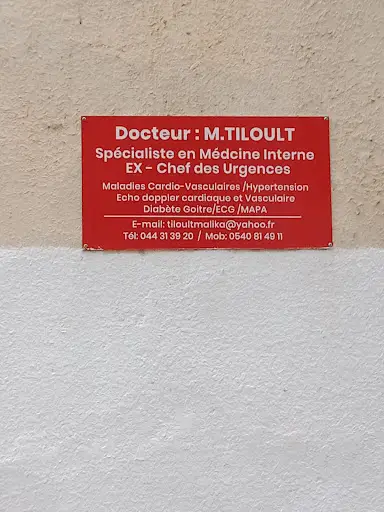 Docteur : M.TILOULT
Spécialiste en Médcine Interne
EX - Chef des Urgences
Maladies Cardio-Vasculaires /Hypertension
Echo doppler cardiaque et Vasculaire
Diabète Goitre/ECG /MAPA
E-mail: tiloultmalika@yahoo.fr
Tél: 044 31 39 20 / Mob: 0540 81 49 11